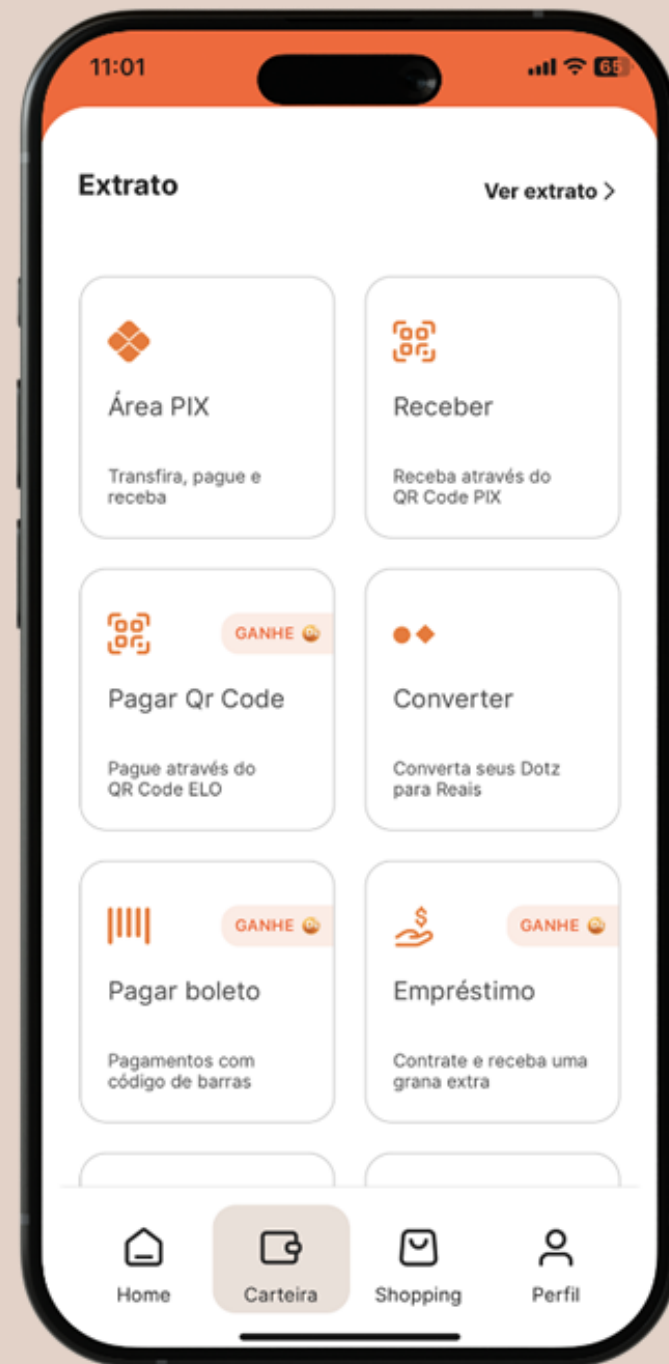 11:01
65
Extrato
Ver extrato >
Área PIX
Receber
Transfira, pague e
receba
Receba através do
QR Code PIX
GANHE
Pagar Qr Code
Converter
Pague através do
QR Code ELO
Converta seus Dotz
para Reais
GANHE
GANHE
Pagar boleto
Empréstimo
Pagamentos com
código de barras
Contrate e receba uma
grana extra
Home
Carteira
Shopping
Perfil